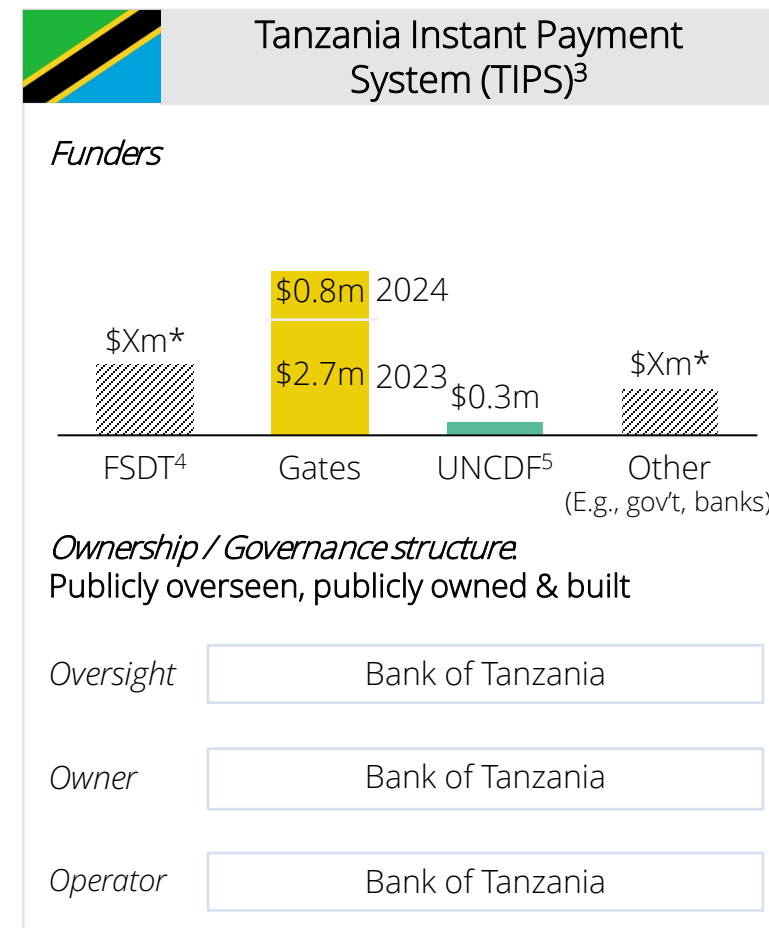 Tanzania Instant Payment
System (TIPS)³
Funders
$0.8m 2024
$Xm*
$2.7m 2023
$0.3m
$Xm*
FSDT⁴
Gates
UNCDF⁵
Other
(E.g., gov't, banks)
Ownership / Governance structure:
Publicly overseen, publicly owned & built
Oversight
Bank of Tanzania
Owner
Bank of Tanzania
Operator
Bank of Tanzania